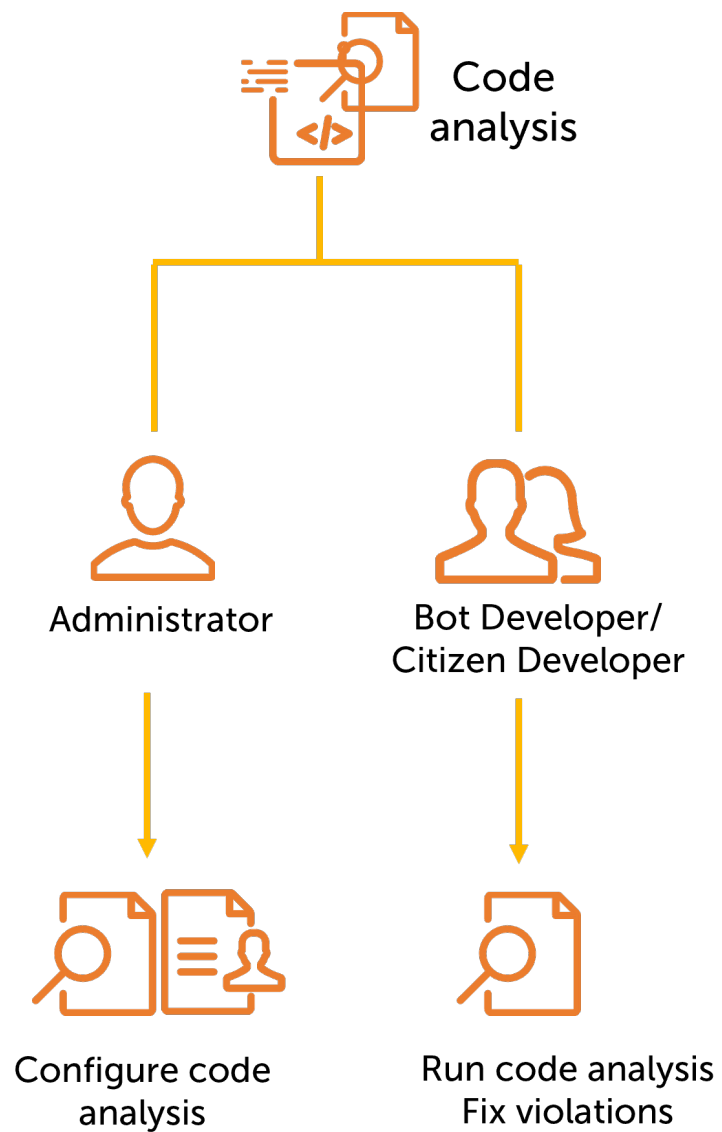 Code
analysis
</>
Administrator
Bot Developer/
Citizen Developer
Configure code
analysis
Run code analysis
Fix violations